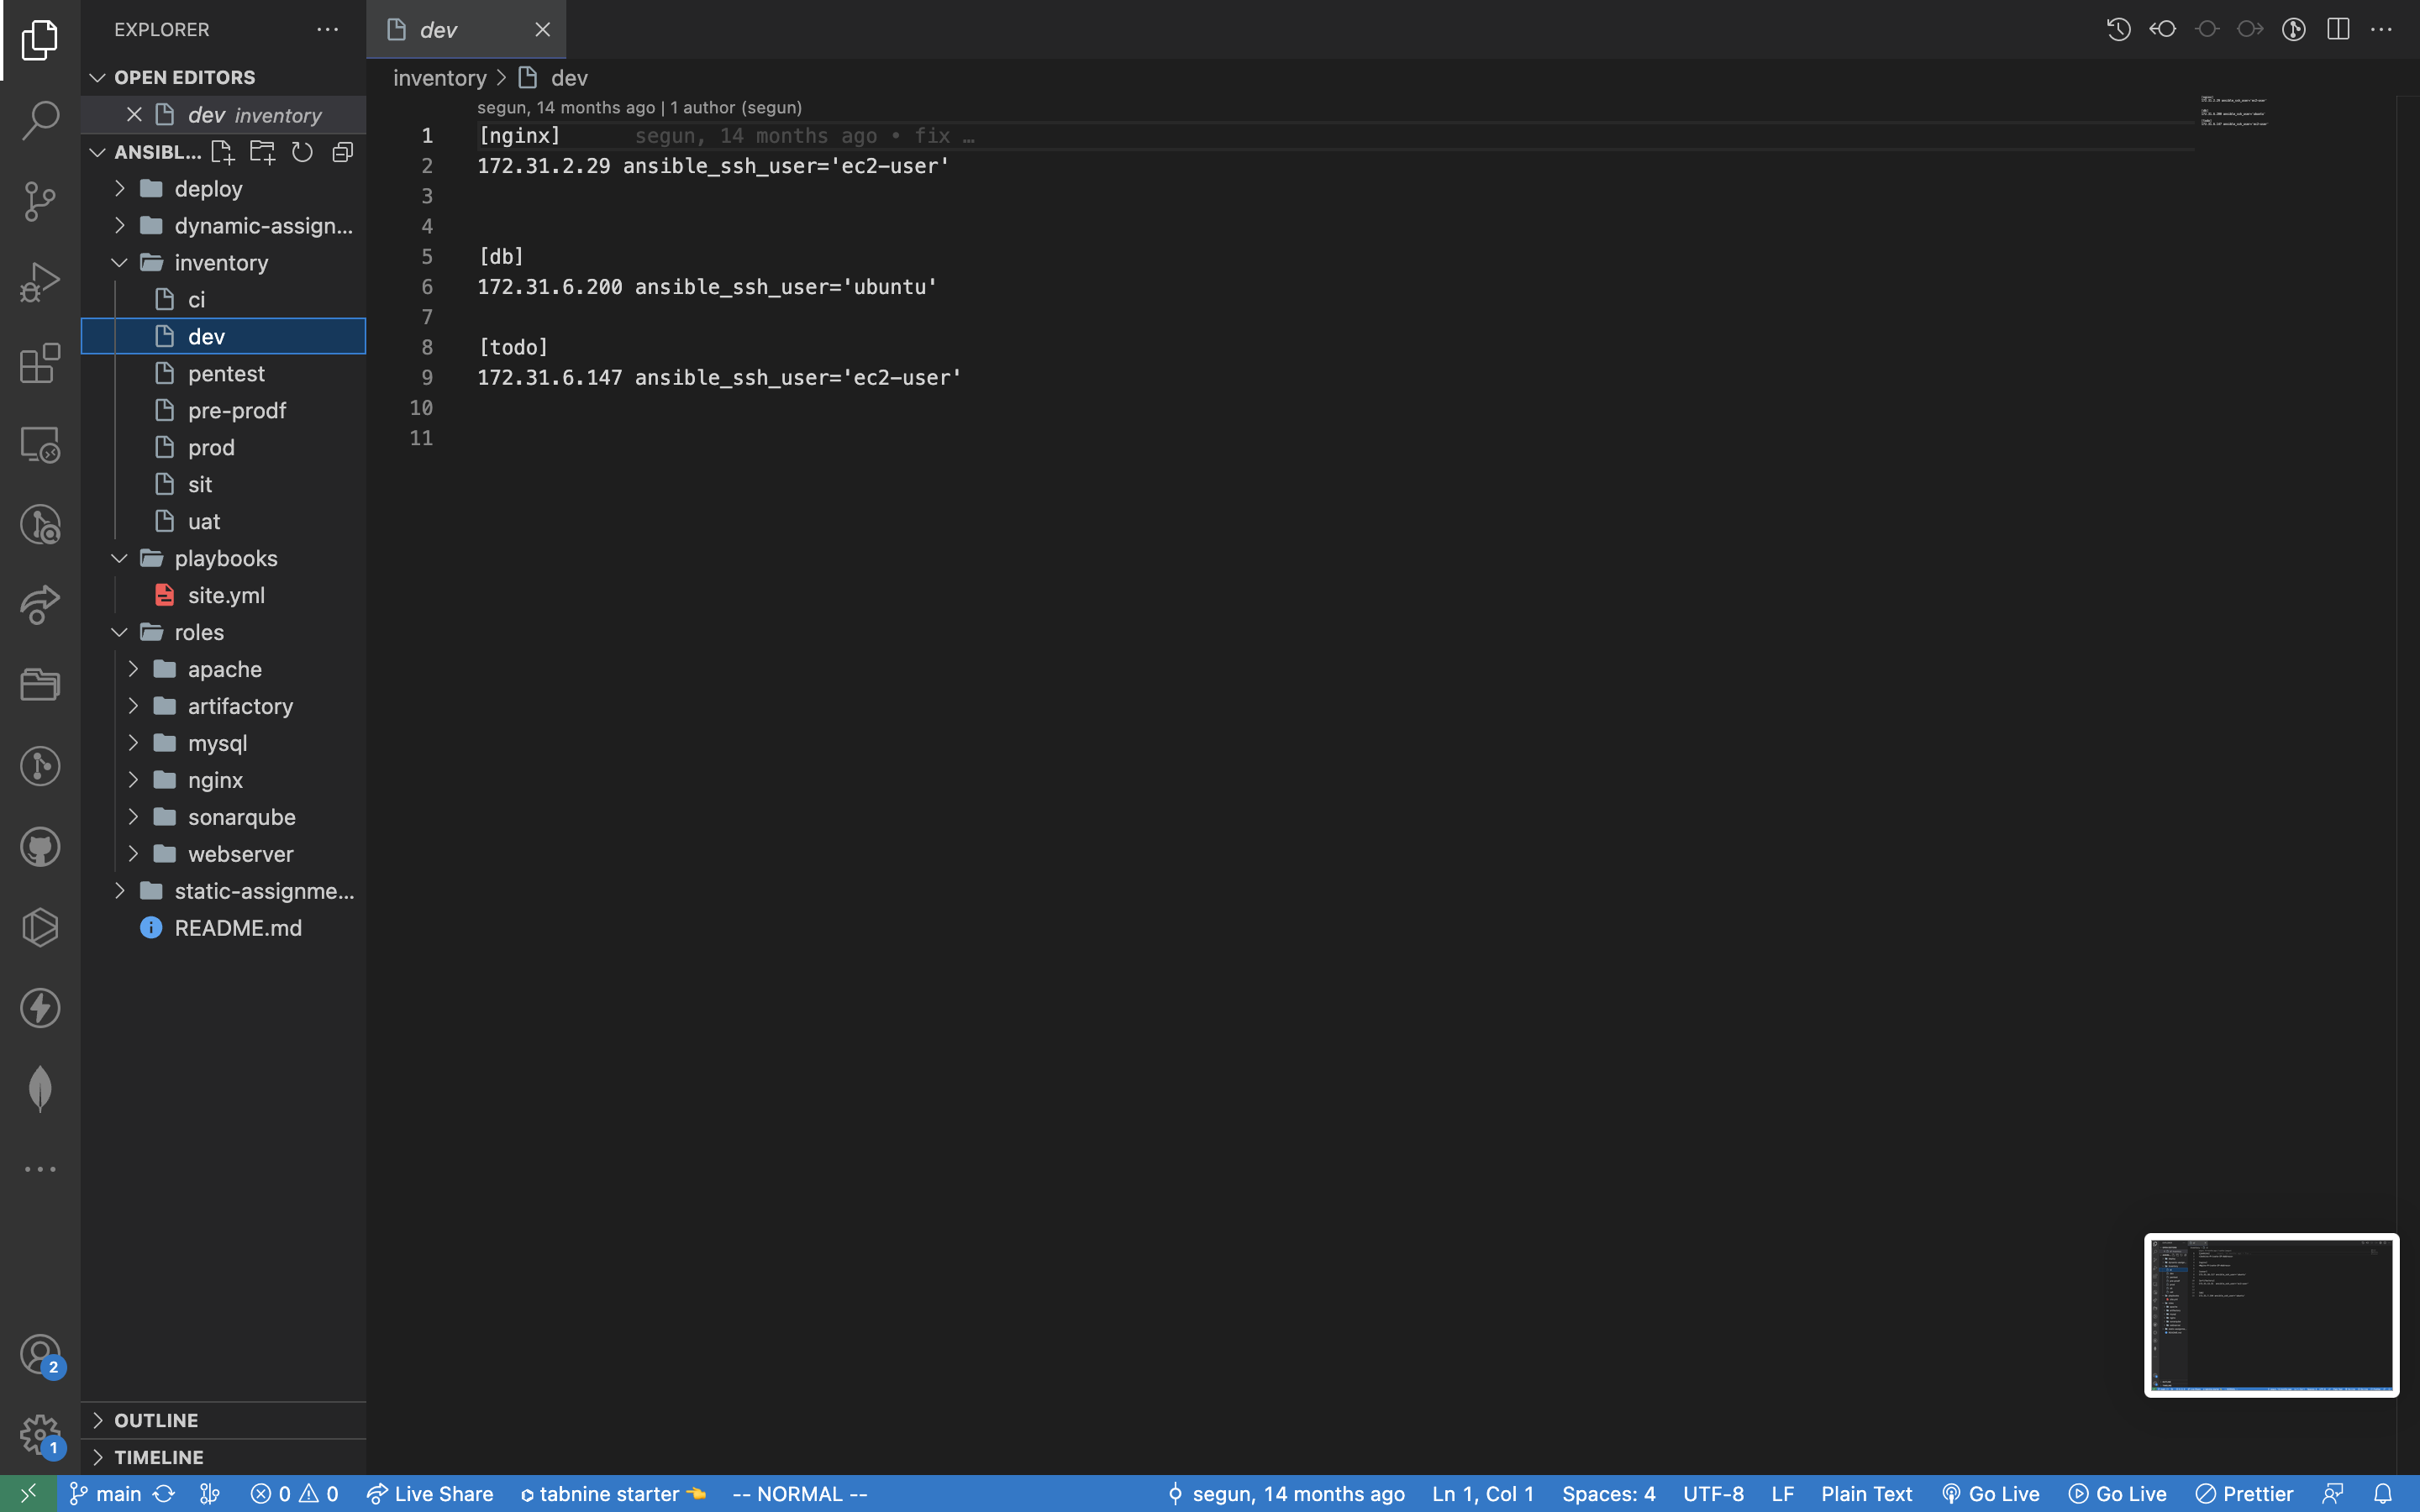 EXPLORER
OPEN EDITORS
dev inventory
ANSIBL...
deploy
dynamic-assign...
inventory
ci
dev
pentest
pre-prodf
prod
sit
uat
playbooks
site.yml
roles
apache
artifactory
mysql
nginx
sonarqube
webserver
static-assignme...
README.md
OUTLINE
TIMELINE
2
1
dev
inventory > dev
segun, 14 months ago | 1 author (segun)
1 [nginx] segun, 14 months ago • fix …
2 172.31.2.29 ansible_ssh_user='ec2-user'
3
4
5 [db]
6 172.31.6.200 ansible_ssh_user='ubuntu'
7
8 [todo]
9 172.31.6.147 ansible_ssh_user='ec2-user'
10
11
main 0 0 Live Share tabnine starter -- NORMAL -- segun, 14 months ago Ln 1, Col 1 Spaces: 4 UTF-8 LF Plain Text Go Live Go Live Prettier